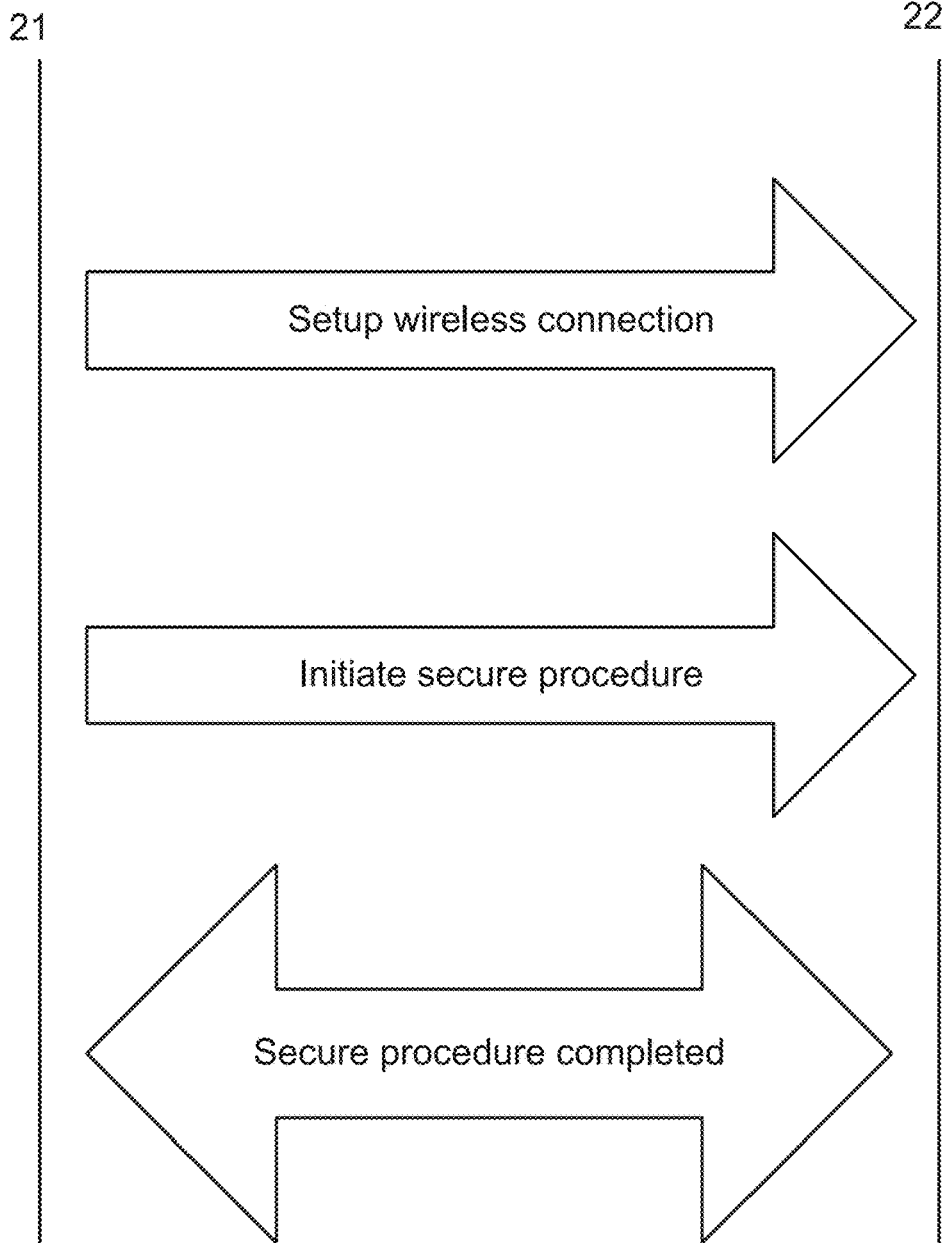 21
22
Setup wireless connection
Initiate secure procedure
Secure procedure completed